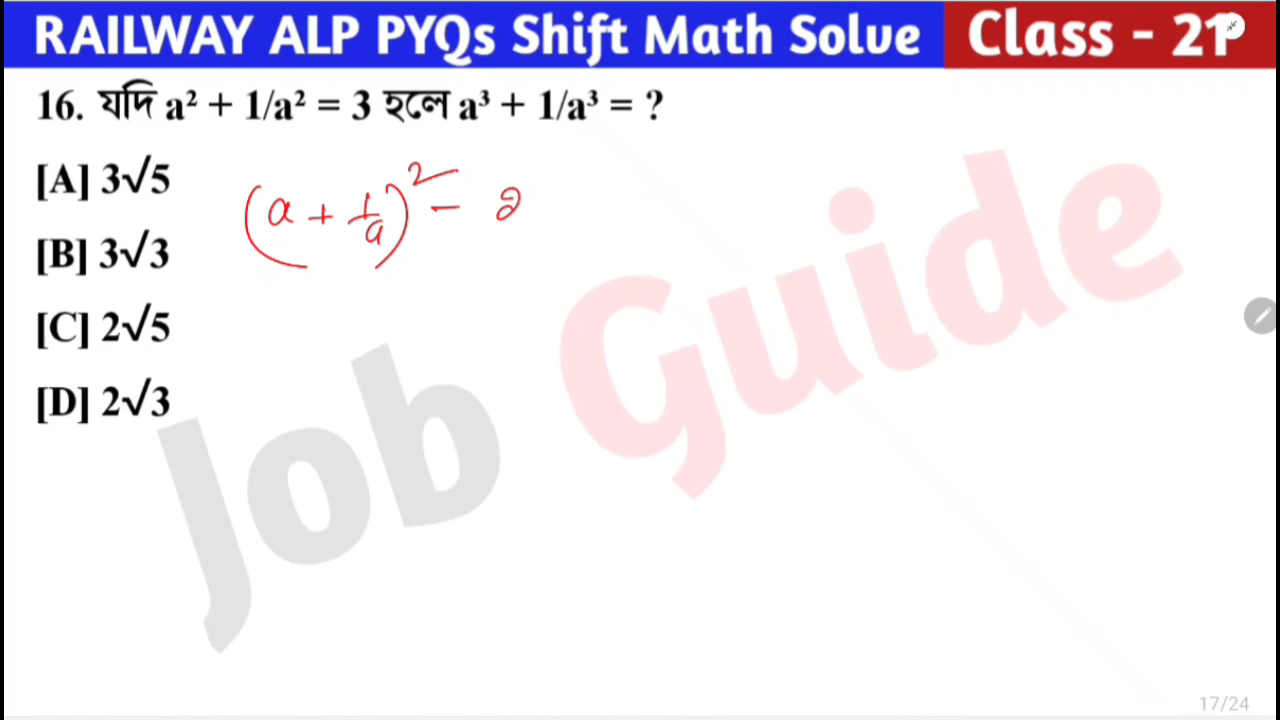 RAILWAY ALP PYQs Shift Math Solve Class - 21
16. যদি a² + 1/a² = 3 হলে a³ + 1/a³ = ?
[A] 3√5
(a + 1/a)² - 2
[B] 3√3
[C] 2√5
[D] 2√3
Job Guide
17/24